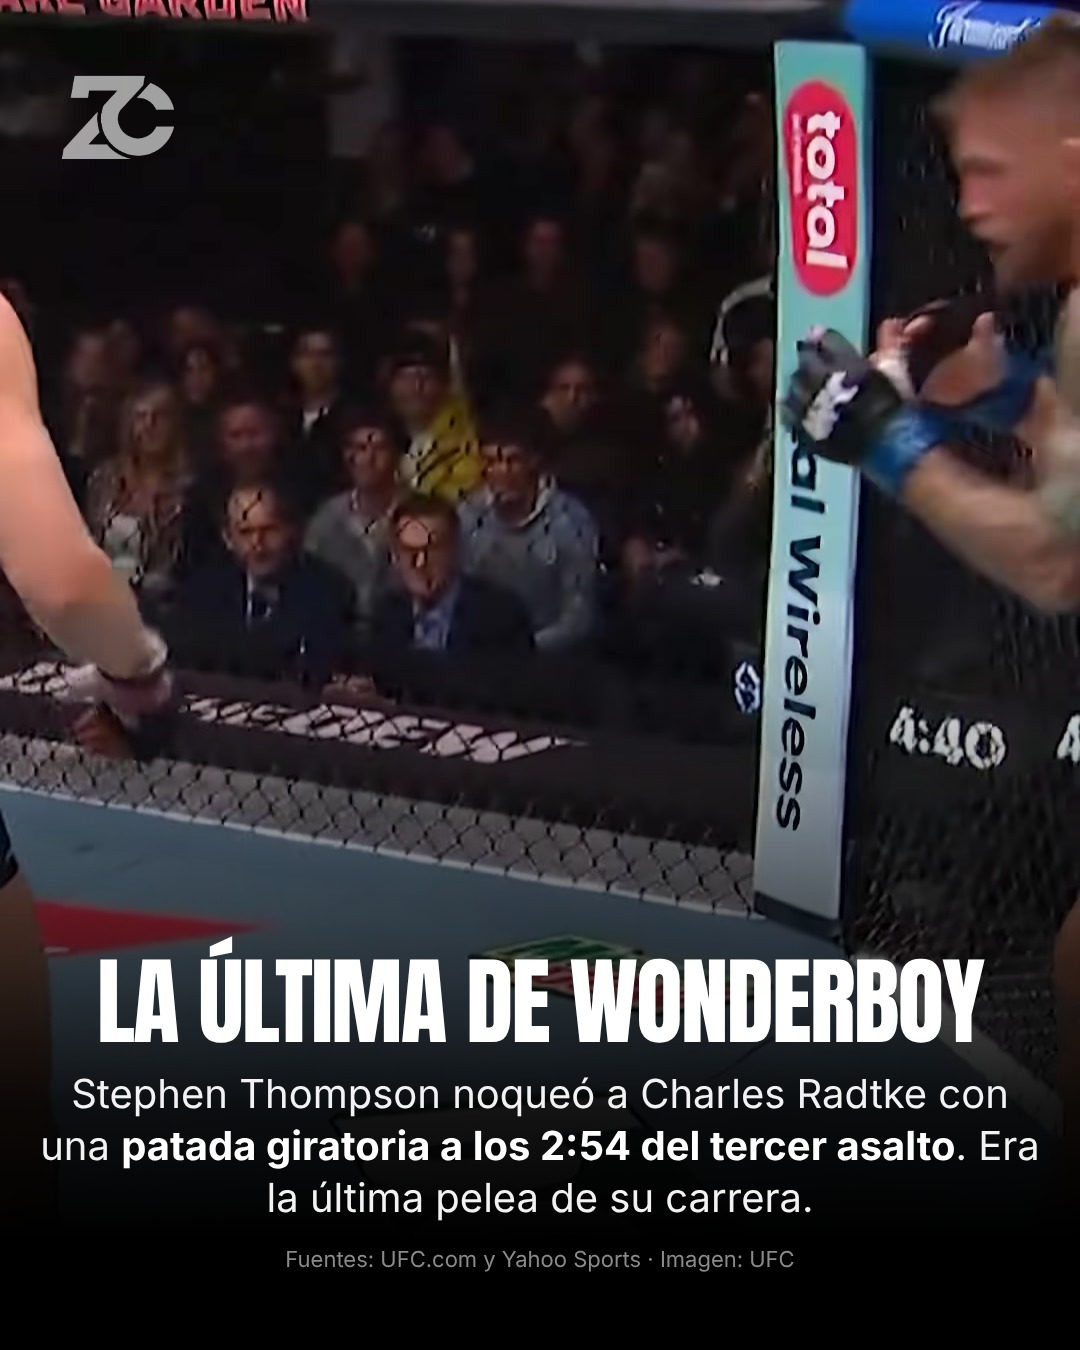 GARDEN
ZC
total
Total Wireless
4:40
LA ÚLTIMA DE WONDERBOY
Stephen Thompson noqueó a Charles Radtke con
una patada giratoria a los 2:54 del tercer asalto. Era
la última pelea de su carrera.
Fuentes: UFC.com y Yahoo Sports · Imagen: UFC